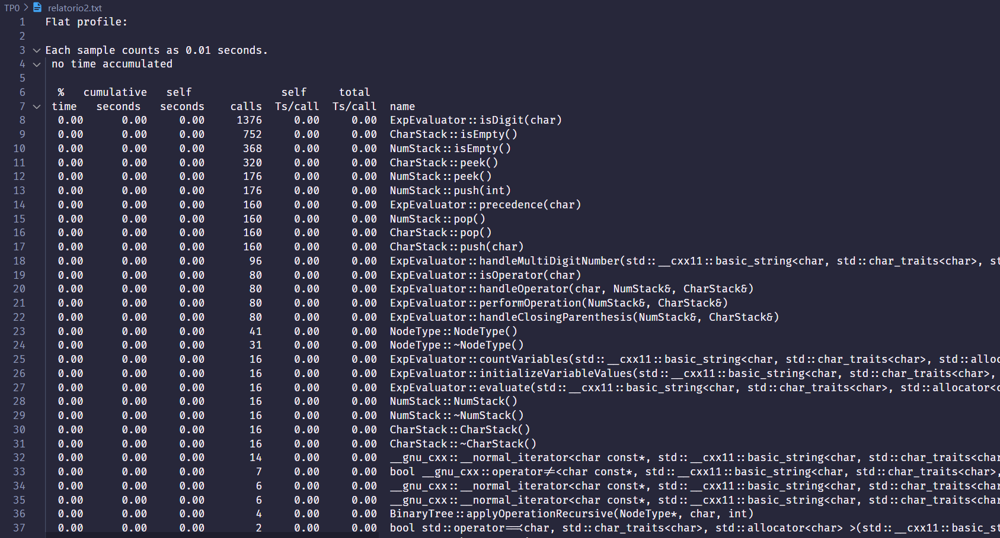 TP0 > relatorio2.txt
1 Flat profile:
2
3 Each sample counts as 0.01 seconds.
4 no time accumulated
5
6 % cumulative self self total
7 time seconds seconds calls Ts/call Ts/call name
8 0.00 0.00 0.00 1376 0.00 0.00 ExpEvaluator::isDigit(char)
9 0.00 0.00 0.00 752 0.00 0.00 CharStack::isEmpty()
10 0.00 0.00 0.00 368 0.00 0.00 NumStack::isEmpty()
11 0.00 0.00 0.00 320 0.00 0.00 CharStack::peek()
12 0.00 0.00 0.00 176 0.00 0.00 NumStack::peek()
13 0.00 0.00 0.00 176 0.00 0.00 NumStack::push(int)
14 0.00 0.00 0.00 160 0.00 0.00 ExpEvaluator::precedence(char)
15 0.00 0.00 0.00 160 0.00 0.00 NumStack::pop()
16 0.00 0.00 0.00 160 0.00 0.00 CharStack::pop()
17 0.00 0.00 0.00 160 0.00 0.00 CharStack::push(char)
18 0.00 0.00 0.00 96 0.00 0.00 ExpEvaluator::handleMultiDigitNumber(std::__cxx11::basic_string<char, std::char_traits<char>, st
19 0.00 0.00 0.00 80 0.00 0.00 ExpEvaluator::isOperator(char)
20 0.00 0.00 0.00 80 0.00 0.00 ExpEvaluator::handleOperator(char, NumStack&, CharStack&)
21 0.00 0.00 0.00 80 0.00 0.00 ExpEvaluator::performOperation(NumStack&, CharStack&)
22 0.00 0.00 0.00 80 0.00 0.00 ExpEvaluator::handleClosingParenthesis(NumStack&, CharStack&)
23 0.00 0.00 0.00 41 0.00 0.00 NodeType::NodeType()
24 0.00 0.00 0.00 31 0.00 0.00 NodeType::~NodeType()
25 0.00 0.00 0.00 16 0.00 0.00 ExpEvaluator::countVariables(std::__cxx11::basic_string<char, std::char_traits<char>, std::alloc
26 0.00 0.00 0.00 16 0.00 0.00 ExpEvaluator::initializeVariableValues(std::__cxx11::basic_string<char, std::char_traits<char>,
27 0.00 0.00 0.00 16 0.00 0.00 ExpEvaluator::evaluate(std::__cxx11::basic_string<char, std::char_traits<char>, std::allocator<c
28 0.00 0.00 0.00 16 0.00 0.00 NumStack::NumStack()
29 0.00 0.00 0.00 16 0.00 0.00 NumStack::~NumStack()
30 0.00 0.00 0.00 16 0.00 0.00 CharStack::CharStack()
31 0.00 0.00 0.00 16 0.00 0.00 CharStack::~CharStack()
32 0.00 0.00 0.00 14 0.00 0.00 __gnu_cxx::__normal_iterator<char const*, std::__cxx11::basic_string<char, std::char_traits<char
33 0.00 0.00 0.00 7 0.00 0.00 bool __gnu_cxx::operator!=<char const*, std::__cxx11::basic_string<char, std::char_traits<char>,
34 0.00 0.00 0.00 6 0.00 0.00 __gnu_cxx::__normal_iterator<char const*, std::__cxx11::basic_string<char, std::char_traits<char
35 0.00 0.00 0.00 6 0.00 0.00 __gnu_cxx::__normal_iterator<char const*, std::__cxx11::basic_string<char, std::char_traits<char
36 0.00 0.00 0.00 4 0.00 0.00 BinaryTree::applyOperationRecursive(NodeType*, char, int)
37 0.00 0.00 0.00 2 0.00 0.00 bool std::operator==<char, std::char_traits<char>, std::allocator<char> >(std::__cxx11::basic_st